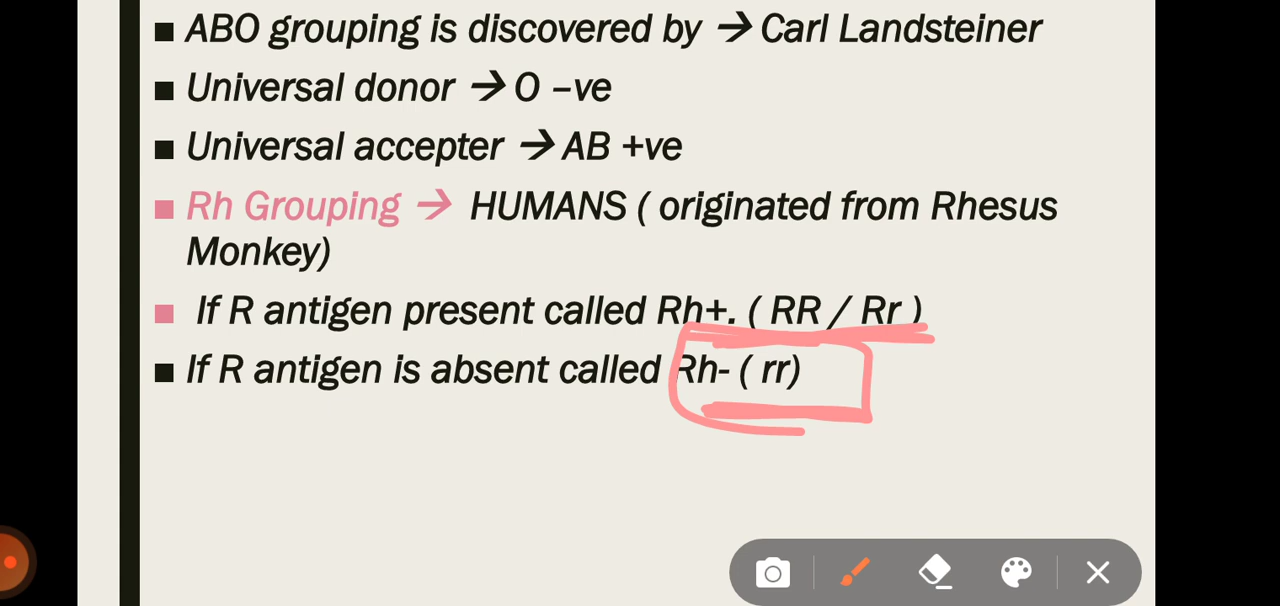 ■ ABO grouping is discovered by → Carl Landsteiner
■ Universal donor → O –ve
■ Universal accepter → AB +ve
■ Rh Grouping → HUMANS ( originated from Rhesus
Monkey)
■ If R antigen present called Rh+. ( RR / Rr )
■ If R antigen is absent called Rh- ( rr)